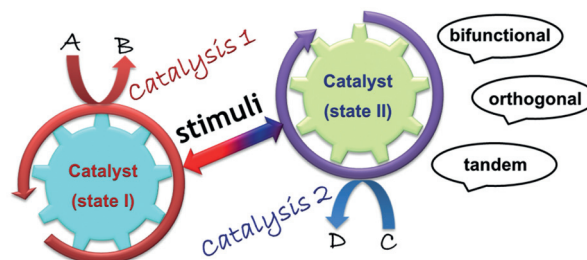 A B
catalysis 1
Catalyst
(state I)
stimuli
Catalyst
(state II)
catalysis 2
D C
bifunctional
orthogonal
tandem